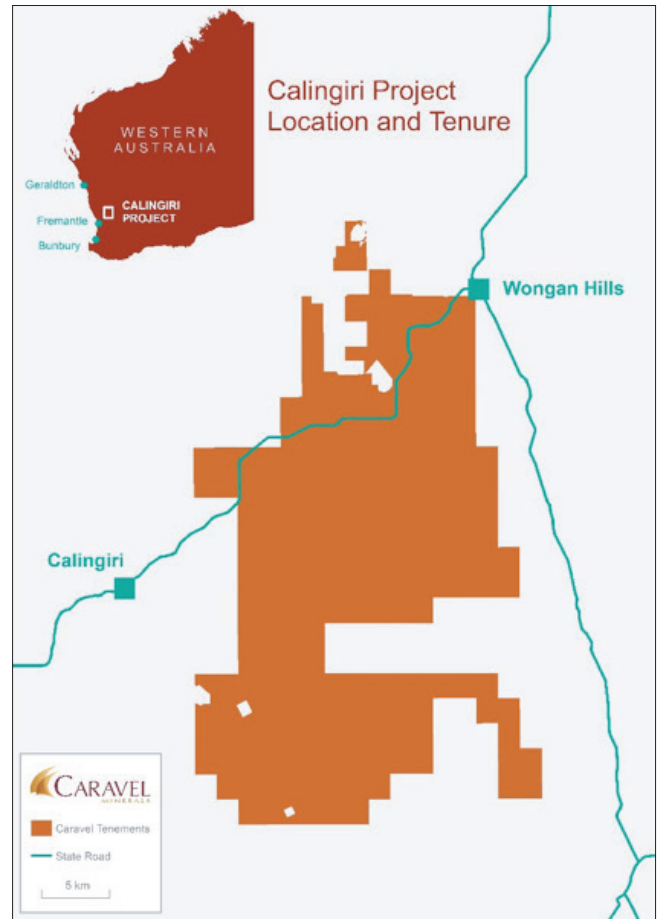 Calingiri Project
Location and Tenure
WESTERN
AUSTRALIA
Geraldton
CALINGIRI
PROJECT
Fremantle
Bunbury
Wongan Hills
Calingiri
CARAVEL
MINERALS
Caravel Tenements
State Road
5 km